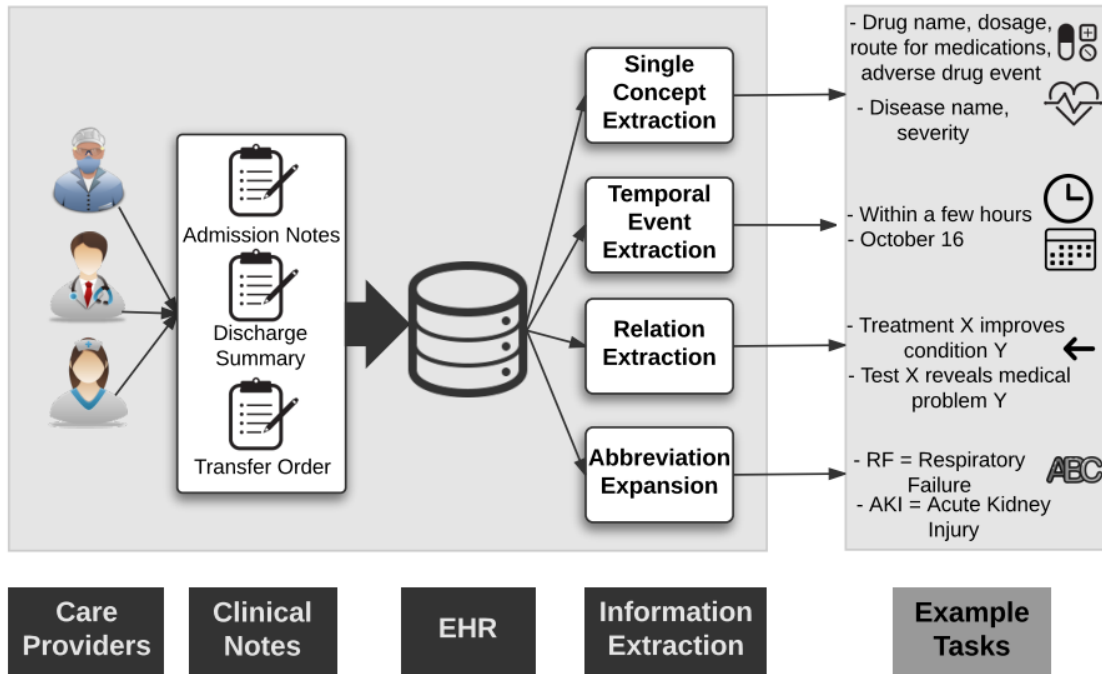 Admission Notes
Discharge
Summary
Transfer Order
Single
Concept
Extraction
Temporal
Event
Extraction
Relation
Extraction
Abbreviation
Expansion
- Drug name, dosage,
route for medications,
adverse drug event
- Disease name,
severity
- Within a few hours
- October 16
- Treatment X improves
condition Y
- Test X reveals medical
problem Y
- RF = Respiratory
Failure
- AKI = Acute Kidney
Injury
ABC
Care
Providers
Clinical
Notes
EHR
Information
Extraction
Example
Tasks